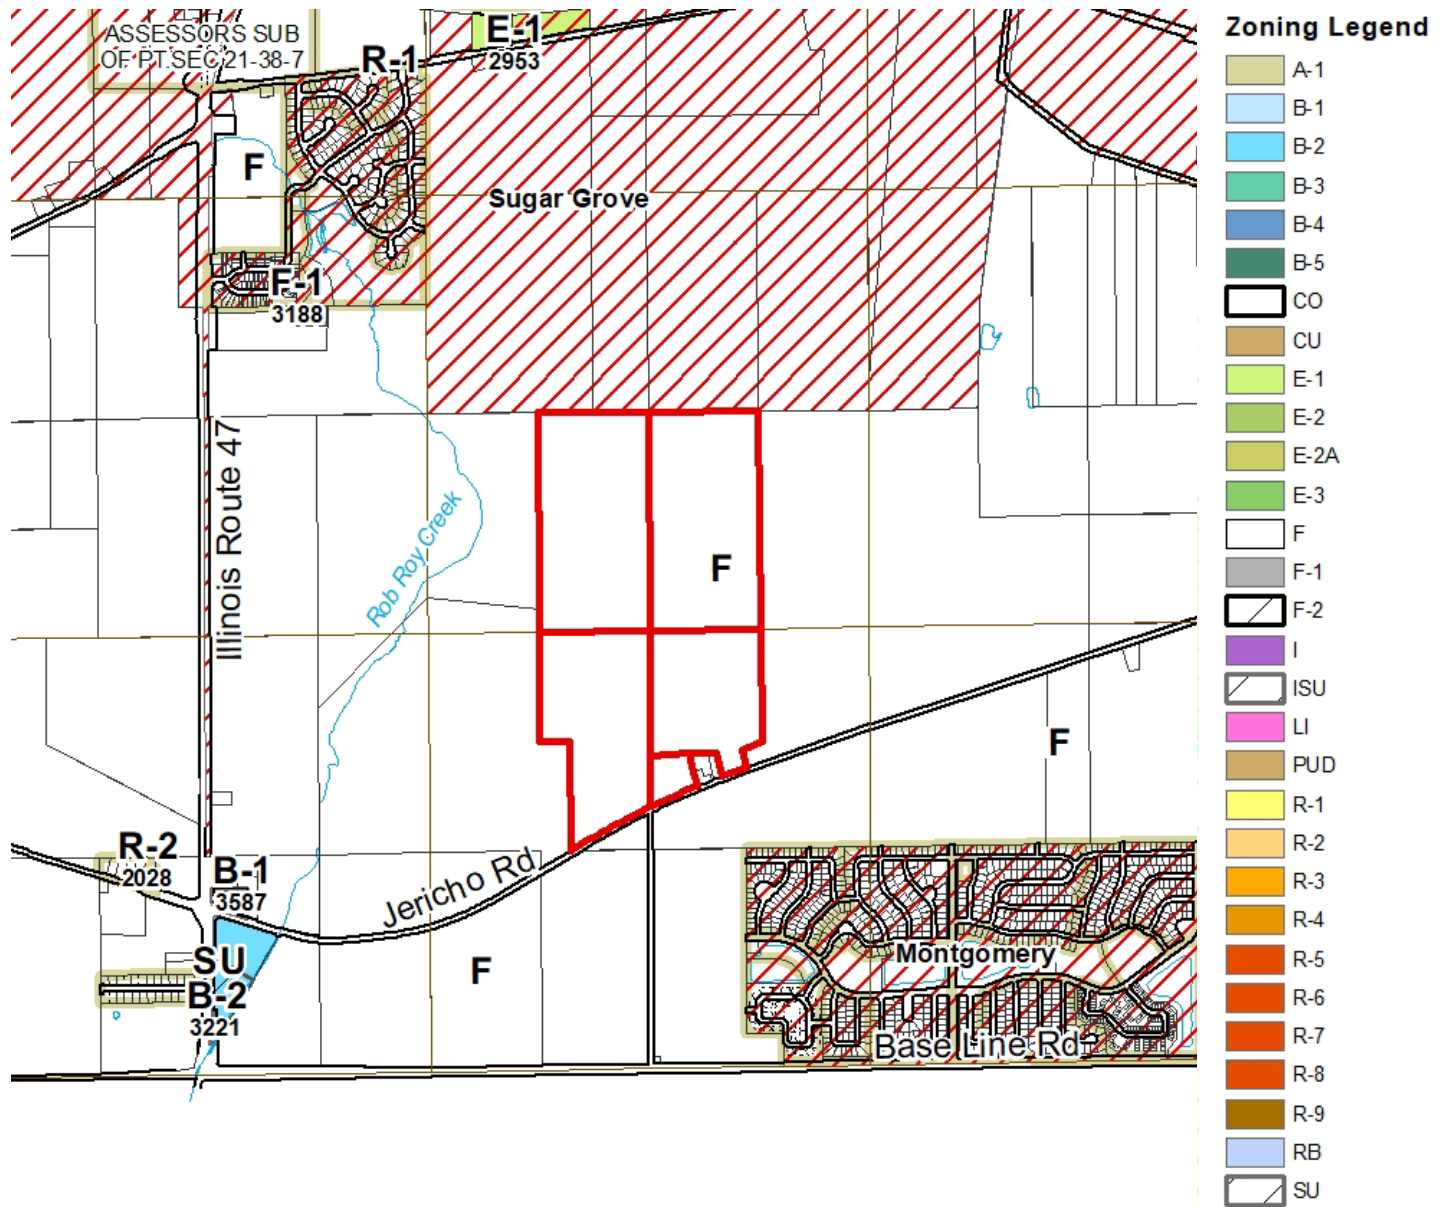 ASSESSORS SUB
OF PT.SEC 21-38-7
E-1
2953
R-1
F
Sugar Grove
F-1
3188
Illinois Route 47
Rob Roy Creek
F
F
R-2
2028
B-1
3587
Jericho Rd
SU
B-2
3221
F
Montgomery
Base Line Rd
Zoning Legend
A-1
B-1
B-2
B-3
B-4
B-5
CO
CU
E-1
E-2
E-2A
E-3
F
F-1
F-2
I
ISU
LI
PUD
R-1
R-2
R-3
R-4
R-5
R-6
R-7
R-8
R-9
RB
SU